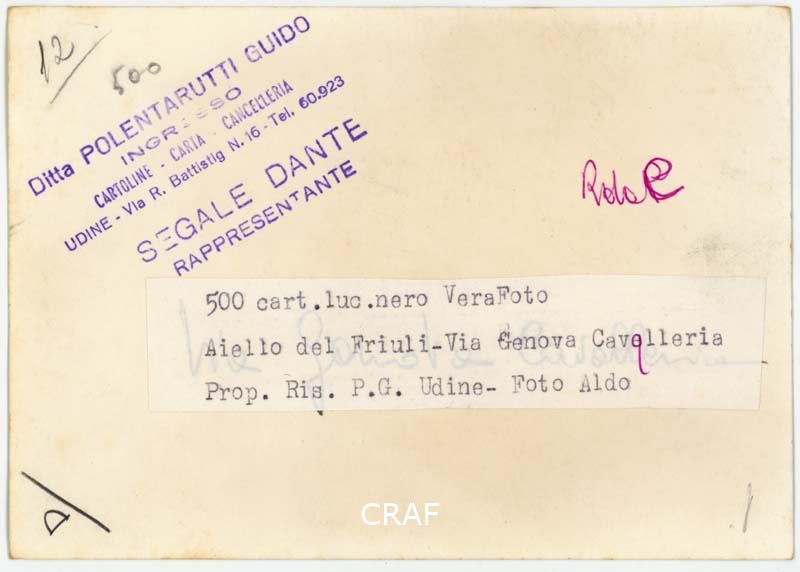 12
500
Ditta POLENTARUTTI GUIDO
INGROSSO
CARTOLINE - CARTA - CANCELLERIA
UDINE - Via R. Battistig N. 16 - Tel. 60.923
SEGALE DANTE
RAPPRESENTANTE
500 cart.luc.nero VeraFoto
Aiello del Friuli-Via Genova Cavalleria
Prop. Ris. P.G. Udine- Foto Aldo
CRAF